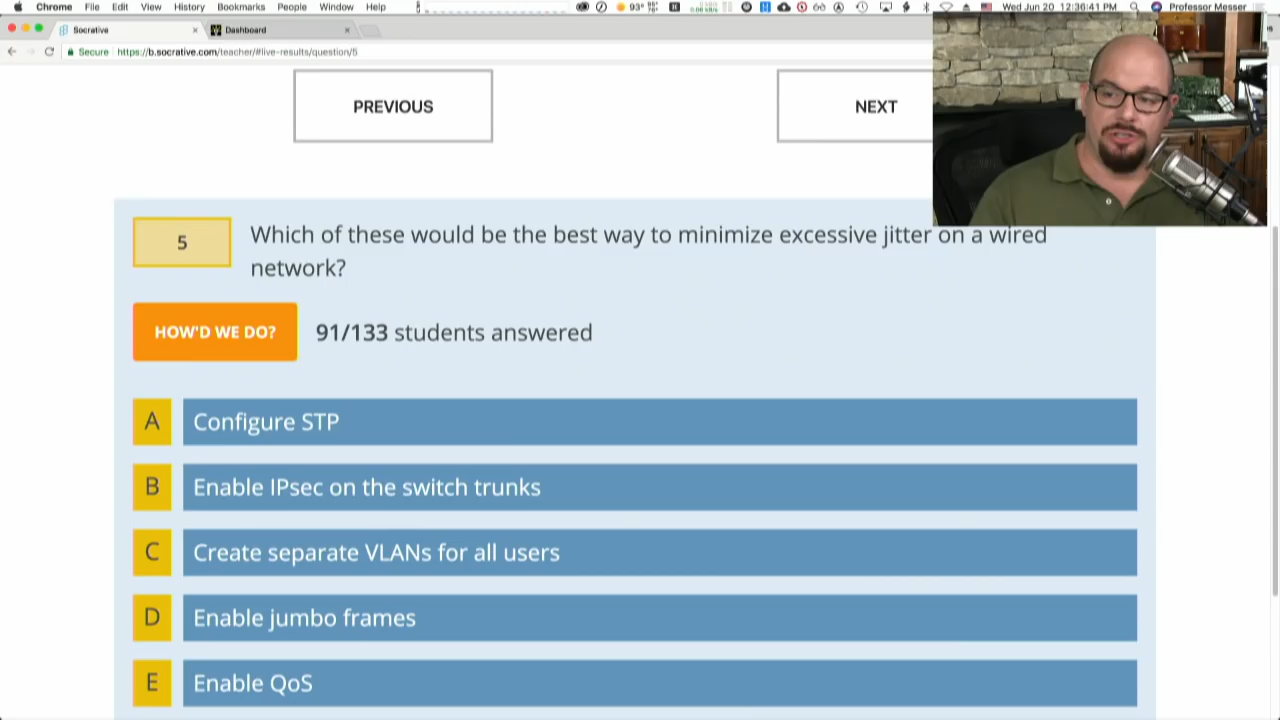 Chrome File Edit View History Bookmarks People Window Help 93° Wed Jun 20 12:36:41 PM Professor Messer
Socrative Dashboard
Secure https://b.socrative.com/teacher/#live-results/question/5
PREVIOUS NEXT
5 Which of these would be the best way to minimize excessive jitter on a wired
network?
HOW'D WE DO? 91/133 students answered
A Configure STP
B Enable IPsec on the switch trunks
C Create separate VLANs for all users
D Enable jumbo frames
E Enable QoS